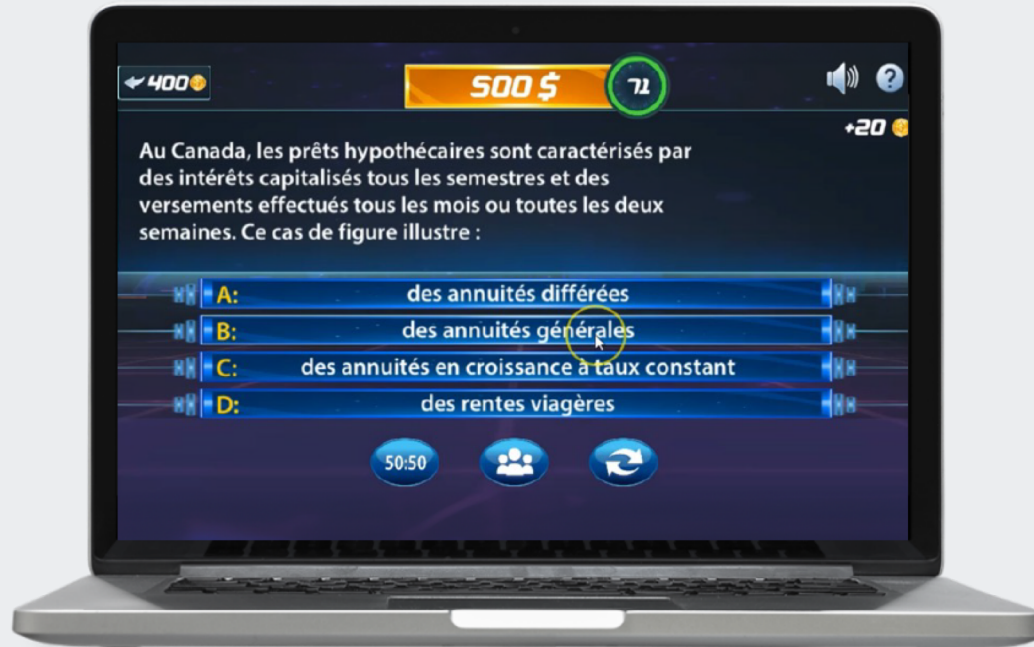 400
500 $
71
+20
Au Canada, les prêts hypothécaires sont caractérisés par
des intérêts capitalisés tous les semestres et des
versements effectués tous les mois ou toutes les deux
semaines. Ce cas de figure illustre :
A: des annuités différées
B: des annuités générales
C: des annuités en croissance à taux constant
D: des rentes viagères
50:50